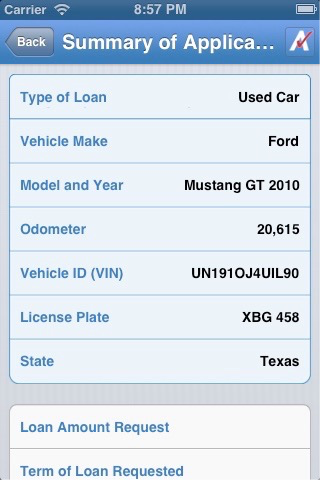 Carrier 8:57 PM
Back Summary of Applica...
Type of Loan Used Car
Vehicle Make Ford
Model and Year Mustang GT 2010
Odometer 20,615
Vehicle ID (VIN) UN191OJ4UIL90
License Plate XBG 458
State Texas
Loan Amount Request
Term of Loan Requested